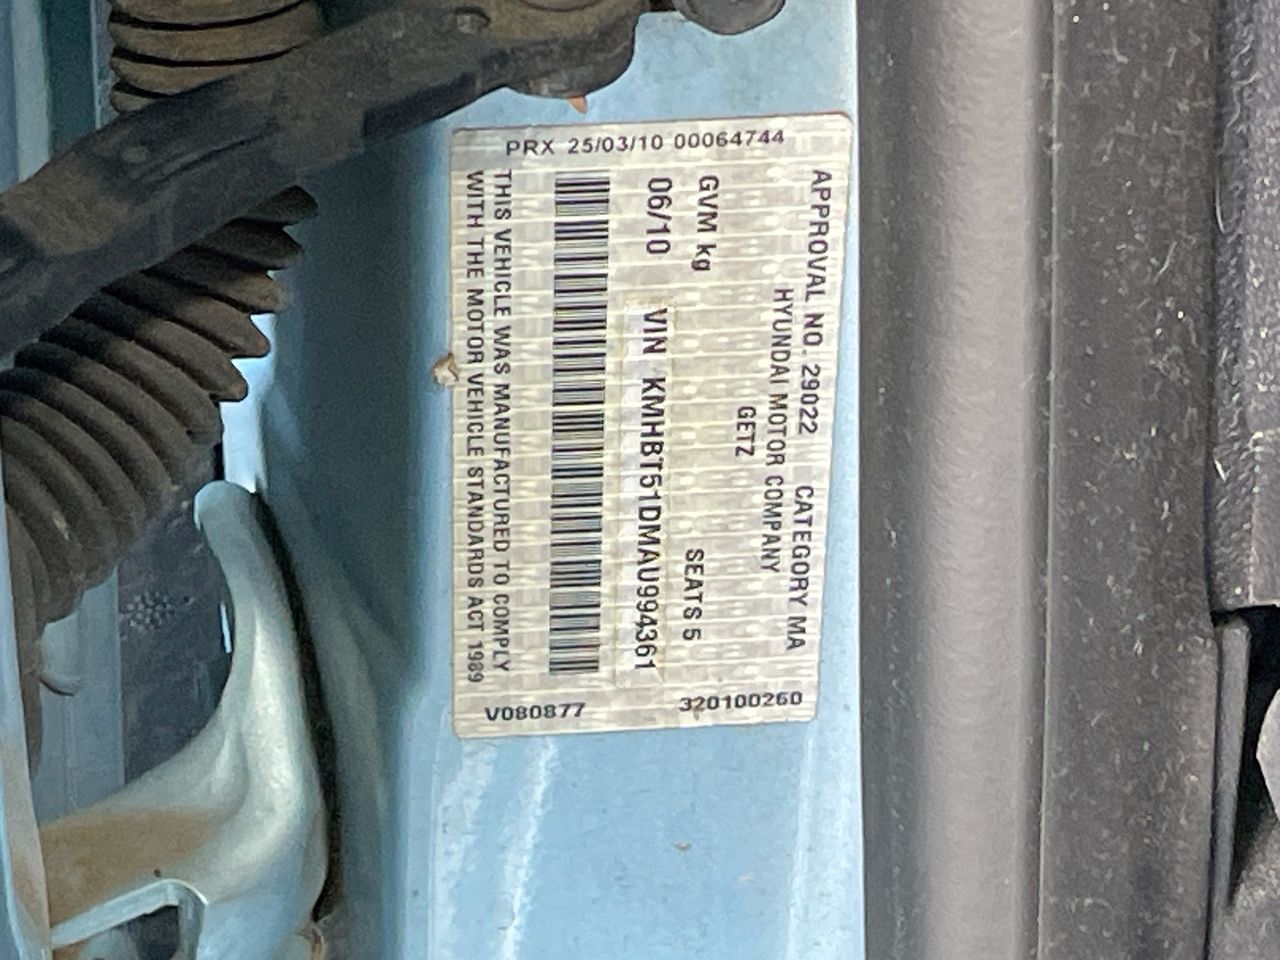 APPROVAL NO. 29022 CATEGORY MA
HYUNDAI MOTOR COMPANY
GETZ
GVM kg SEATS 5
06/10 VIN KMHBT51DMAU994361
THIS VEHICLE WAS MANUFACTURED TO COMPLY
WITH THE MOTOR VEHICLE STANDARDS ACT 1989
PRX 25/03/10 00064744
V080877 320100260